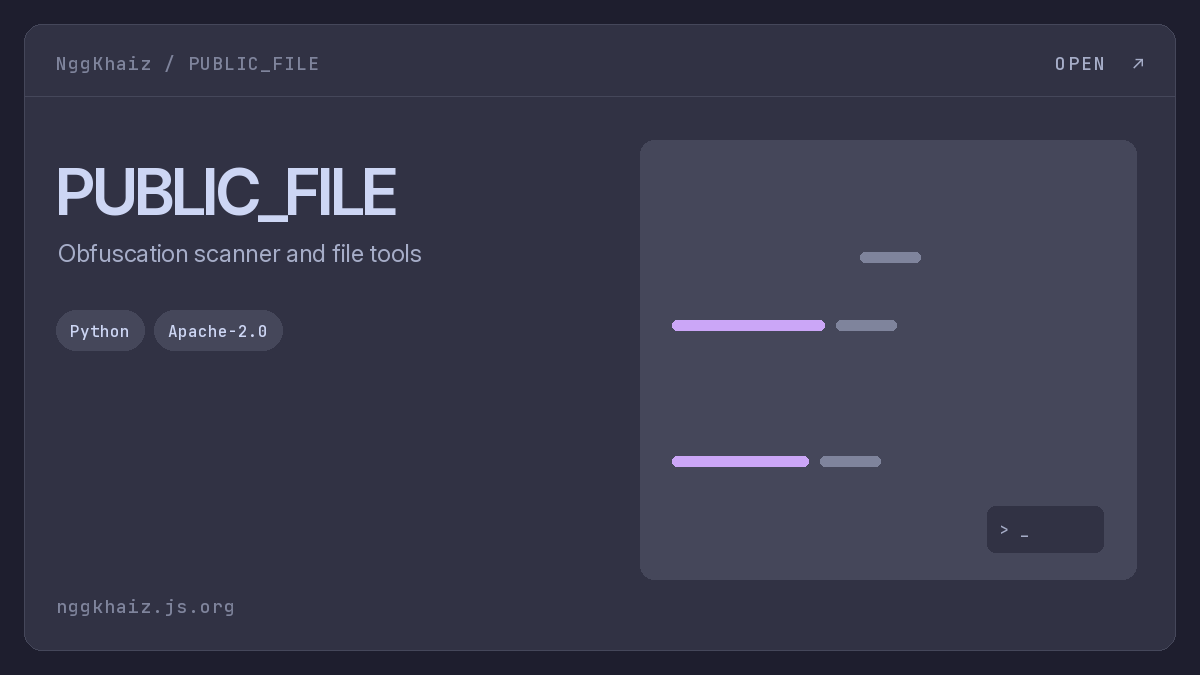 NggKhaiz / PUBLIC_FILE
OPEN ↗
PUBLIC_FILE
Obfuscation scanner and file tools
Python
Apache-2.0
> _
nggkhaiz.js.org